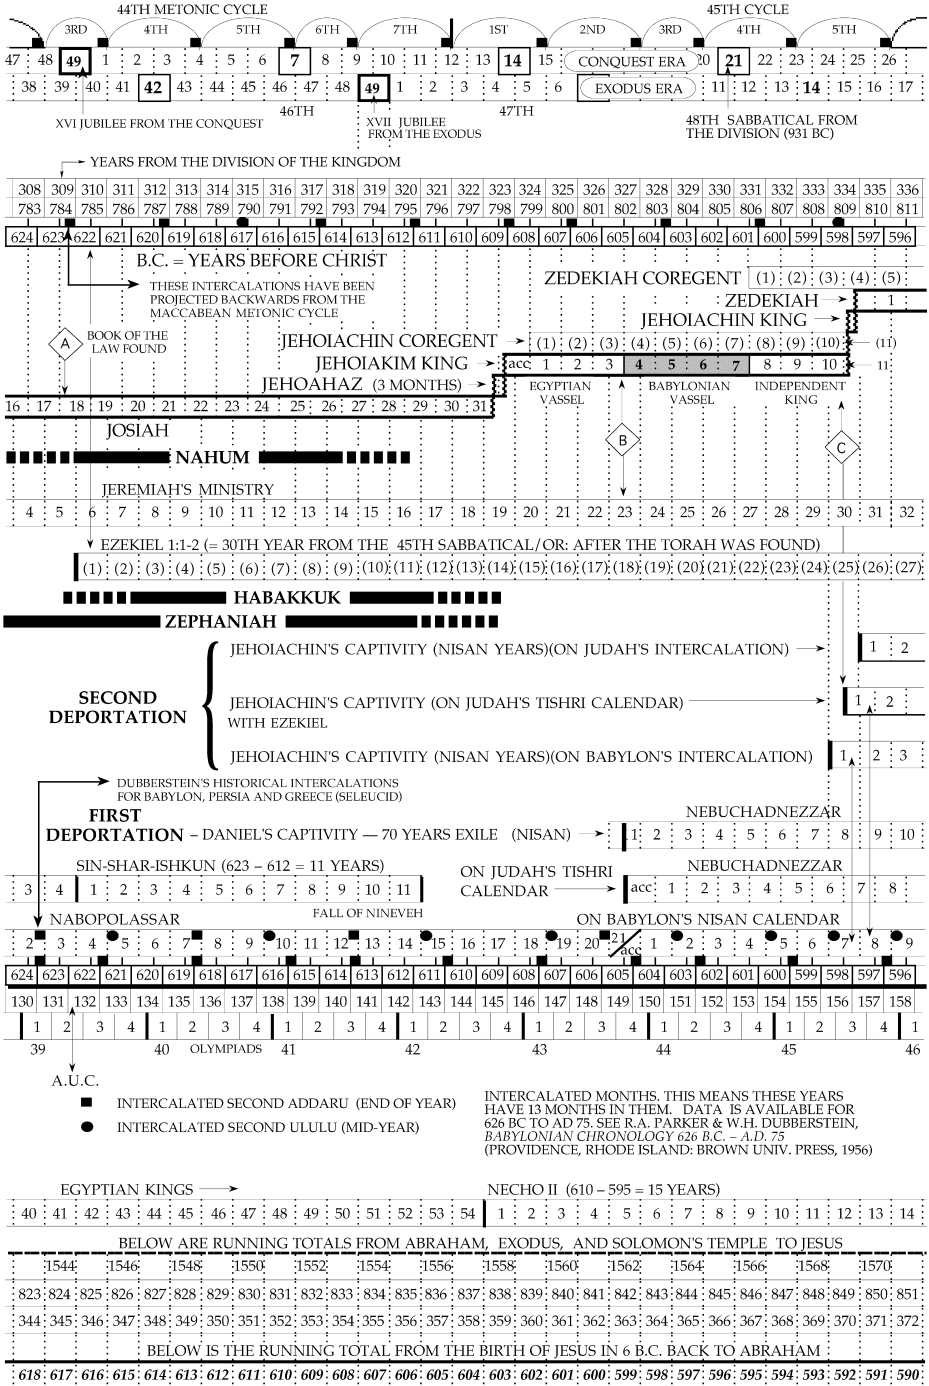 44TH METONIC CYCLE 45TH CYCLE
3RD 4TH 5TH 6TH 7TH 1ST 2ND 3RD 4TH 5TH
47 48 49 1 2 3 4 5 6 7 8 9 10 11 12 13 14 15 CONQUEST ERA 20 21 22 23 24 25 26
38 39 40 41 42 43 44 45 46 47 48 49 1 2 3 4 5 6 EXODUS ERA 11 12 13 14 15 16 17
46TH 47TH
XVI JUBILEE FROM THE CONQUEST
XVII JUBILEE
FROM THE EXODUS
48TH SABBATICAL FROM
THE DIVISION (931 BC)
YEARS FROM THE DIVISION OF THE KINGDOM
308 309 310 311 312 313 314 315 316 317 318 319 320 321 322 323 324 325 326 327 328 329 330 331 332 333 334 335 336
783 784 785 786 787 788 789 790 791 792 793 794 795 796 797 798 799 800 801 802 803 804 805 806 807 808 809 810 811
624 623 622 621 620 619 618 617 616 615 614 613 612 611 610 609 608 607 606 605 604 603 602 601 600 599 598 597 596
B.C. = YEARS BEFORE CHRIST
THESE INTERCALATIONS HAVE BEEN
PROJECTED BACKWARDS FROM THE
MACCABEAN METONIC CYCLE
ZEDEKIAH COREGENT (1) (2) (3) (4) (5)
ZEDEKIAH 1
JEHOIACHIN KING
A BOOK OF THE
LAW FOUND
JEHOIACHIN COREGENT (1) (2) (3) (4) (5) (6) (7) (8) (9) (10) (11)
JEHOIAKIM KING acc 1 2 3 4 5 6 7 8 9 10 11
JEHOAHAZ (3 MONTHS)
EGYPTIAN
VASSEL
BABYLONIAN
VASSEL
INDEPENDENT
KING
16 17 18 19 20 21 22 23 24 25 26 27 28 29 30 31
JOSIAH
B C
NAHUM
JEREMIAH'S MINISTRY
4 5 6 7 8 9 10 11 12 13 14 15 16 17 18 19 20 21 22 23 24 25 26 27 28 29 30 31 32
EZEKIEL 1:1-2 (= 30TH YEAR FROM THE 45TH SABBATICAL/OR: AFTER THE TORAH WAS FOUND)
(1) (2) (3) (4) (5) (6) (7) (8) (9) (10) (11) (12) (13) (14) (15) (16) (17) (18) (19) (20) (21) (22) (23) (24) (25) (26) (27)
HABAKKUK
ZEPHANIAH
JEHOIACHIN'S CAPTIVITY (NISAN YEARS)(ON JUDAH'S INTERCALATION) 1 2
SECOND
DEPORTATION
JEHOIACHIN'S CAPTIVITY (ON JUDAH'S TISHRI CALENDAR) 1 2
WITH EZEKIEL
JEHOIACHIN'S CAPTIVITY (NISAN YEARS)(ON BABYLON'S INTERCALATION) 1 2 3
DUBBERSTEIN'S HISTORICAL INTERCALATIONS
FOR BABYLON, PERSIA AND GREECE (SELEUCID)
FIRST
DEPORTATION – DANIEL'S CAPTIVITY — 70 YEARS EXILE (NISAN)
NEBUCHADNEZZAR
1 2 3 4 5 6 7 8 9 10
SIN-SHAR-ISHKUN (623 – 612 = 11 YEARS)
3 4 1 2 3 4 5 6 7 8 9 10 11
ON JUDAH'S TISHRI
CALENDAR
NEBUCHADNEZZAR
acc 1 2 3 4 5 6 7 8
FALL OF NINEVEH
NABOPOLASSAR ON BABYLON'S NISAN CALENDAR
2 3 4 5 6 7 8 9 10 11 12 13 14 15 16 17 18 19 20 21 acc 1 2 3 4 5 6 7 8 9
624 623 622 621 620 619 618 617 616 615 614 613 612 611 610 609 608 607 606 605 604 603 602 601 600 599 598 597 596
130 131 132 133 134 135 136 137 138 139 140 141 142 143 144 145 146 147 148 149 150 151 152 153 154 155 156 157 158
1 2 3 4 1 2 3 4 1 2 3 4 1 2 3 4 1 2 3 4 1 2 3 4 1 2 3 4 1
39 40 OLYMPIADS 41 42 43 44 45 46
A.U.C.
INTERCALATED SECOND ADDARU (END OF YEAR)
INTERCALATED SECOND ULULU (MID-YEAR)
INTERCALATED MONTHS. THIS MEANS THESE YEARS
HAVE 13 MONTHS IN THEM. DATA IS AVAILABLE FOR
626 BC TO AD 75. SEE R.A. PARKER & W.H. DUBBERSTEIN,
BABYLONIAN CHRONOLOGY 626 B.C. – A.D. 75
(PROVIDENCE, RHODE ISLAND: BROWN UNIV. PRESS, 1956)
EGYPTIAN KINGS NECHO II (610 – 595 = 15 YEARS)
40 41 42 43 44 45 46 47 48 49 50 51 52 53 54 1 2 3 4 5 6 7 8 9 10 11 12 13 14
BELOW ARE RUNNING TOTALS FROM ABRAHAM, EXODUS, AND SOLOMON'S TEMPLE TO JESUS
1544 1546 1548 1550 1552 1554 1556 1558 1560 1562 1564 1566 1568 1570
823 824 825 826 827 828 829 830 831 832 833 834 835 836 837 838 839 840 841 842 843 844 845 846 847 848 849 850 851
344 345 346 347 348 349 350 351 352 353 354 355 356 357 358 359 360 361 362 363 364 365 366 367 368 369 370 371 372
BELOW IS THE RUNNING TOTAL FROM THE BIRTH OF JESUS IN 6 B.C. BACK TO ABRAHAM
618 617 616 615 614 613 612 611 610 609 608 607 606 605 604 603 602 601 600 599 598 597 596 595 594 593 592 591 590